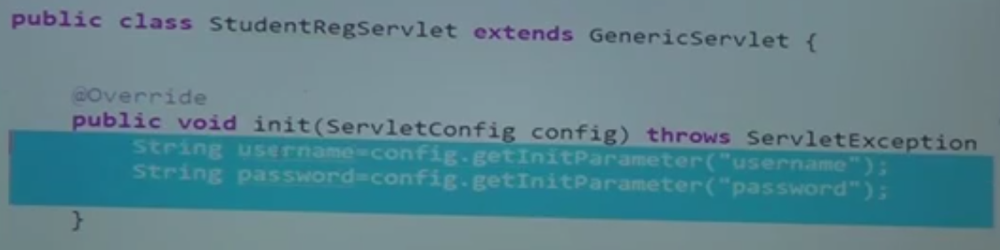 public class StudentRegServlet extends GenericServlet {
@Override
public void init(ServletConfig config) throws ServletException
String username=config.getInitParameter("username");
String password=config.getInitParameter("password");
}